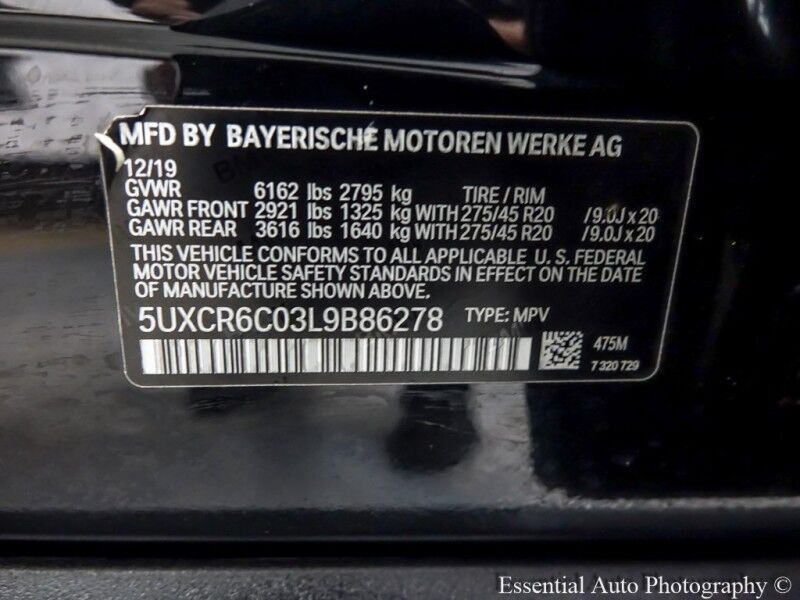 MFD BY BAYERISCHE MOTOREN WERKE AG
12/19
GVWR 6162 lbs 2795 kg TIRE / RIM
GAWR FRONT 2921 lbs 1325 kg WITH 275/45 R20 /9.0J x 20
GAWR REAR 3616 lbs 1640 kg WITH 275/45 R20 /9.0J x 20
THIS VEHICLE CONFORMS TO ALL APPLICABLE U. S. FEDERAL
MOTOR VEHICLE SAFETY STANDARDS IN EFFECT ON THE DATE
OF MANUFACTURE SHOWN ABOVE.
5UXCR6C03L9B86278 TYPE: MPV
475M
7 320 729
Essential Auto Photography ©